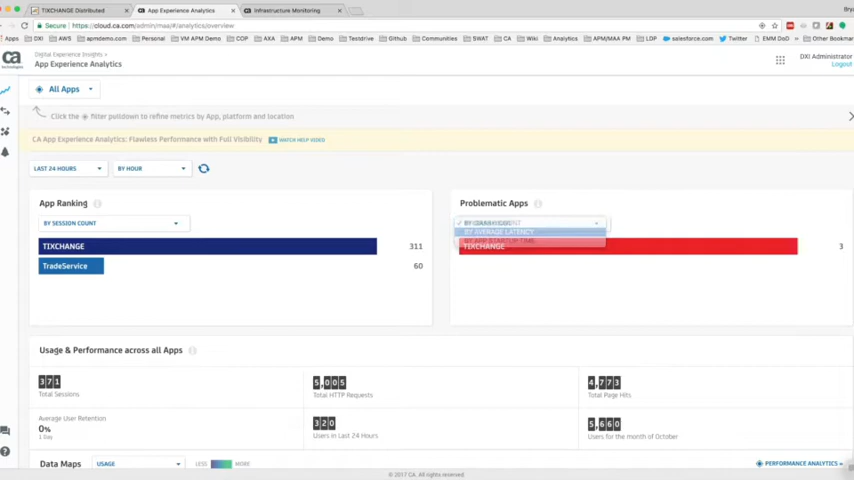 TIXCHANGE Distributed
App Experience Analytics
Infrastructure Monitoring
Bry
Secure https://cloud.ca.com/admin/maa/#/analytics/overview
Apps DXI AWS apmdemo.com Personal VM APM Demo COP AXA APM Demo Testdrive Github Communities SWAT CA Wiki Analytics APM/MAA PM LDP salesforce.com Twitter EMM DoM Other Bookmar
ca technologies
Digital Experience Insights >
App Experience Analytics
DXI Administrator
Logout
All Apps
Click the filter pulldown to refine metrics by App, platform and location
CA App Experience Analytics: Flawless Performance with Full Visibility WATCH HELP VIDEO
LAST 24 HOURS BY HOUR
App Ranking
BY SESSION COUNT
TIXCHANGE 311
TradeService 60
Problematic Apps
BY AVERAGE LATENCY
TIXCHANGE 3
Usage & Performance across all Apps
371
Total Sessions
5,005
Total HTTP Requests
4,773
Total Page Hits
Average User Retention
0%
1 Day
320
Users in Last 24 Hours
5,660
Users for the month of October
Data Maps USAGE LESS MORE PERFORMANCE ANALYTICS
© 2017 CA. All rights reserved